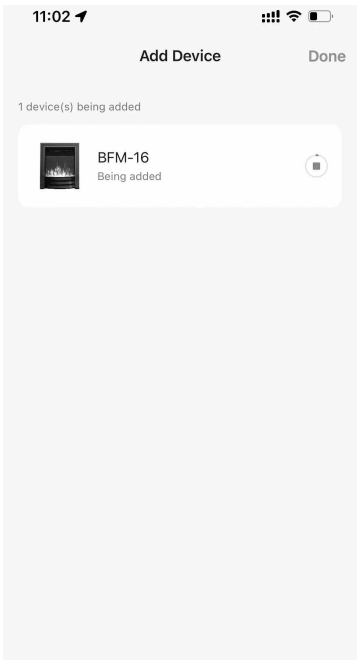 11:02
Add Device
Done
1 device(s) being added
BFM-16
Being added